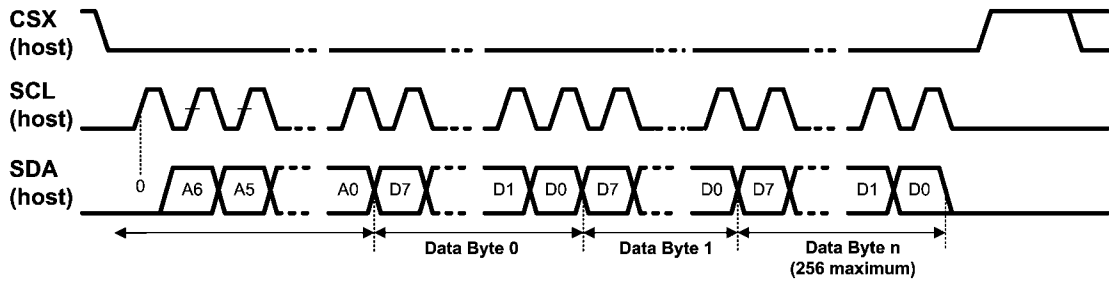 CSX
(host)
SCL
(host)
SDA
(host)
0 A6 A5 A0 D7 D1 D0 D7 D0 D7 D1 D0
Data Byte 0 Data Byte 1 Data Byte n
(256 maximum)